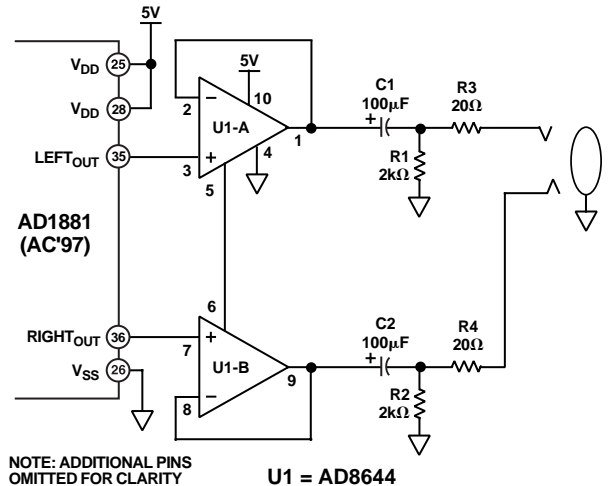 5V
V_DD 25
V_DD 28
LEFT_OUT 35
AD1881
(AC'97)
RIGHT_OUT 36
V_SS 26
5V
10
2
−
U1-A
1
4
3
+
5
6
7
+
U1-B
9
8
−
C1
100µF
+
R3
20Ω
R1
2kΩ
C2
100µF
+
R4
20Ω
R2
2kΩ
NOTE: ADDITIONAL PINS
OMITTED FOR CLARITY
U1 = AD8644